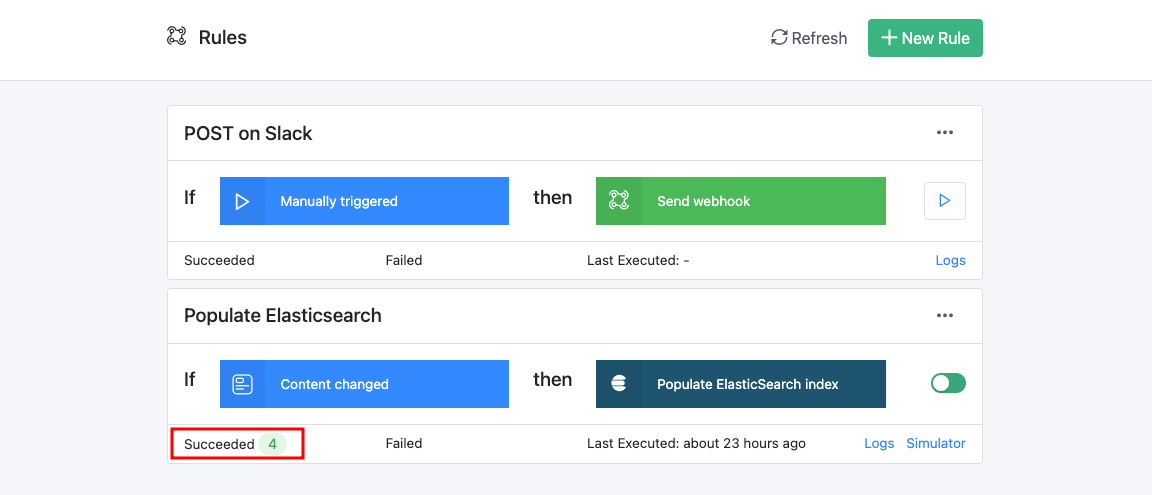 Rules
Refresh
New Rule
POST on Slack
If
Manually triggered
then
Send webhook
Succeeded
Failed
Last Executed: -
Logs
Populate Elasticsearch
If
Content changed
then
Populate ElasticSearch index
Succeeded 4
Failed
Last Executed: about 23 hours ago
Logs
Simulator